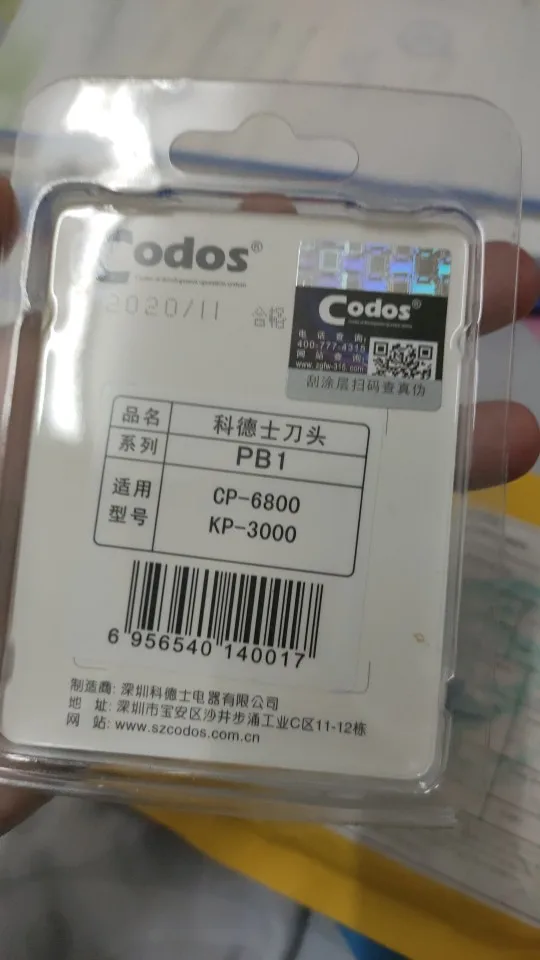 Codos®
2020/11 合格
Codos®
电话查询:
400-777-4315
网站查询:
www.zgfw-315.com
刮涂层扫码查真伪
品名 科德士刀头
系列 PB1
适用型号 CP-6800
KP-3000
6 956540 140017
制造商: 深圳科德士电器有限公司
地 址: 深圳市宝安区沙井步涌工业C区11-12栋
网 站: www.szcodos.com.cn